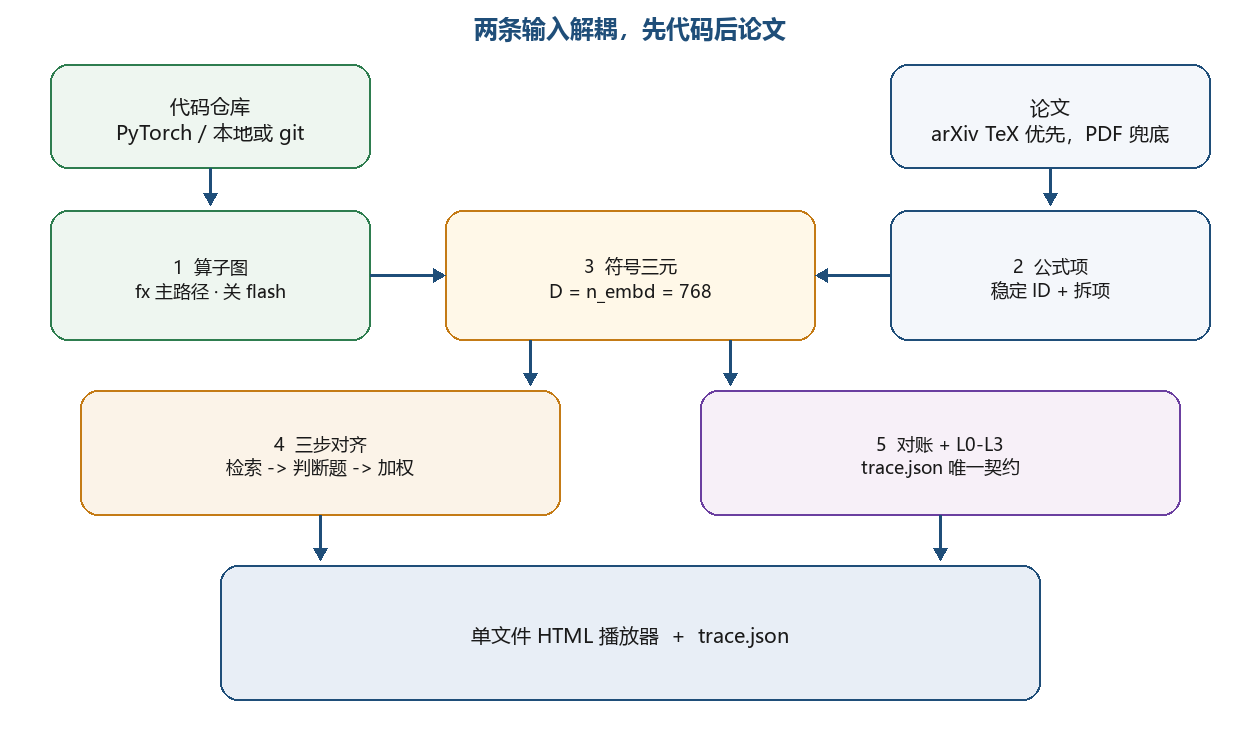 两条输入解耦，先代码后论文
代码仓库
PyTorch / 本地或 git
论文
arXiv TeX 优先，PDF 兜底
1 算子图
fx 主路径 · 关 flash
3 符号三元
D = n_embd = 768
2 公式项
稳定 ID + 拆项
4 三步对齐
检索 -> 判断题 -> 加权
5 对账 + L0-L3
trace.json 唯一契约
单文件 HTML 播放器 + trace.json